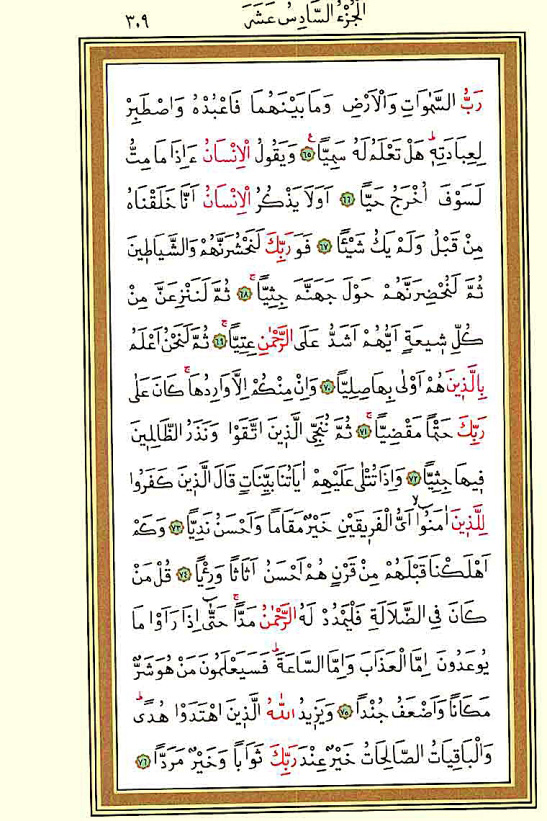 الجزء السادس عشر
٣٠٩
رَبُّ السَّمٰوَاتِ وَالْاَرْضِ وَمَا بَيْنَهُمَا فَاعْبُدْهُ وَاصْطَبِرْ
لِعِبَادَتِه۪ۜ هَلْ تَعْلَمُ لَهُ سَمِيًّا۟ ﴿٦٥﴾ وَيَقُولُ الْاِنْسَانُ ءَاِذَا مَا مِتُّ
لَسَوْفَ اُخْرَجُ حَيًّا ﴿٦٦﴾ اَوَلَا يَذْكُرُ الْاِنْسَانُ اَنَّا خَلَقْنَاهُ
مِنْ قَبْلُ وَلَمْ يَكُ شَيْـًٔا ﴿٦٧﴾ فَوَرَبِّكَ لَنَحْشُرَنَّهُمْ وَالشَّيَاط۪ينَ
ثُمَّ لَنُحْضِرَنَّهُمْ حَوْلَ جَهَنَّمَ جِثِيًّاۚ ﴿٦٨﴾ ثُمَّ لَنَنْزِعَنَّ مِنْ
كُلِّ ش۪يعَةٍ اَيُّهُمْ اَشَدُّ عَلَى الرَّحْمٰنِ عِتِيًّاۚ ﴿٦٩﴾ ثُمَّ لَنَحْنُ اَعْلَمُ
بِالَّذ۪ينَ هُمْ اَوْلٰى بِهَا صِلِيًّا ﴿٧٠﴾ وَاِنْ مِنْكُمْ اِلَّا وَارِدُهَاۚ كَانَ عَلٰى
رَبِّكَ حَتْمًا مَقْضِيًّاۚ ﴿٧١﴾ ثُمَّ نُنَجِّي الَّذ۪ينَ اتَّقَوْا وَنَذَرُ الظَّالِم۪ينَ
ف۪يهَا جِثِيًّا ﴿٧٢﴾ وَاِذَا تُتْلٰى عَلَيْهِمْ اٰيَاتُنَا بَيِّنَاتٍ قَالَ الَّذ۪ينَ كَفَرُوا
لِلَّذ۪ينَ اٰمَنُٓواۙ اَيُّ الْفَر۪يقَيْنِ خَيْرٌ مَقَامًا وَاَحْسَنُ نَدِيًّا ﴿٧٣﴾ وَكَمْ
اَهْلَكْنَا قَبْلَهُمْ مِنْ قَرْنٍ هُمْ اَحْسَنُ اَثَاثًا وَرِءْيًا ﴿٧٤﴾ قُلْ مَنْ
كَانَ فِي الضَّلَالَةِ فَلْيَمْدُدْ لَهُ الرَّحْمٰنُ مَدًّاۚ حَتّٰٓى اِذَا رَاَوْا مَا
يُوعَدُونَ اِمَّا الْعَذَابَ وَاِمَّا السَّاعَةَۜ فَسَيَعْلَمُونَ مَنْ هُوَ شَرٌّ
مَكَانًا وَاَضْعَفُ جُنْدًا ﴿٧٥﴾ وَيَز۪يدُ اللّٰهُ الَّذ۪ينَ اهْتَدَوْا هُدًىۜ
وَالْبَاقِيَاتُ الصَّالِحَاتُ خَيْرٌ عِنْدَ رَبِّكَ ثَوَابًا وَخَيْرٌ مَرَدًّا ﴿٧٦﴾